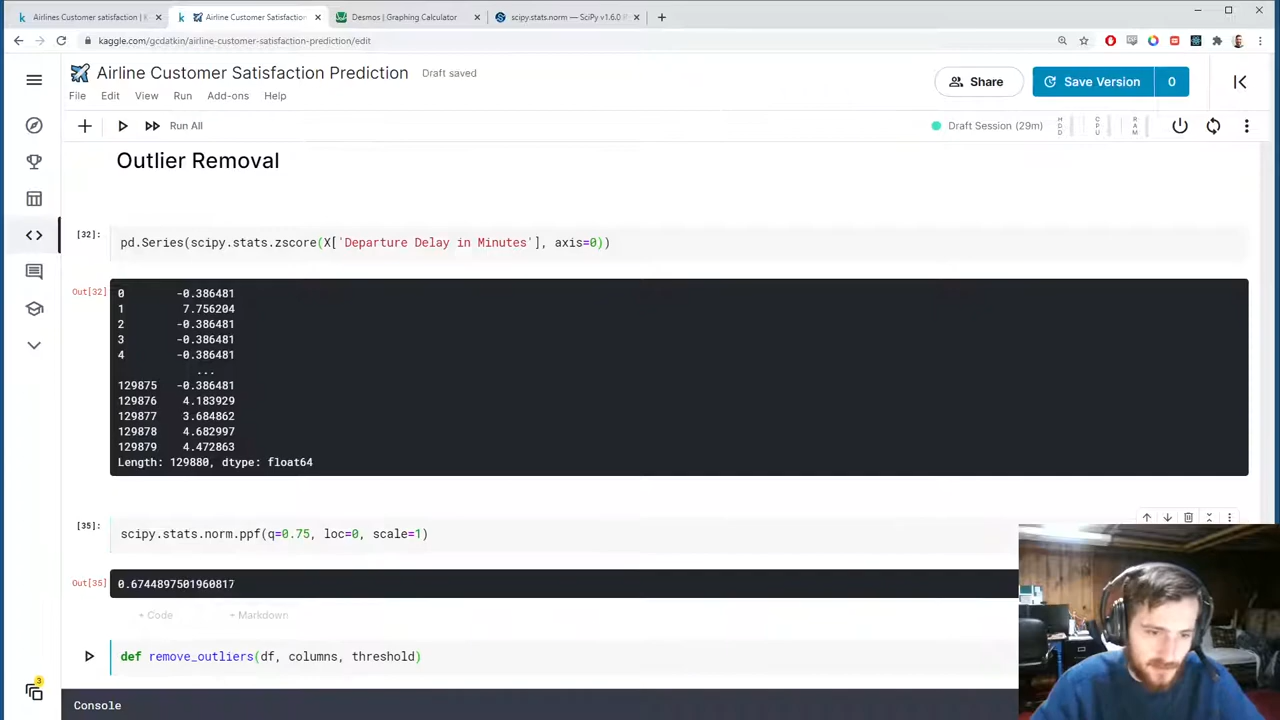 Airlines Customer satisfaction | K
Airline Customer Satisfaction
Desmos | Graphing Calculator
scipy.stats.norm — SciPy v1.6.0
kaggle.com/gcdatkin/airline-customer-satisfaction-prediction/edit
Airline Customer Satisfaction Prediction
Draft saved
Share
Save Version
0
File Edit View Run Add-ons Help
Run All
Draft Session (29m)
HDD
CPU
RAM
Outlier Removal
[32]:
pd.Series(scipy.stats.zscore(X['Departure Delay in Minutes'], axis=0))
Out[32]
0 -0.386481
1 7.756204
2 -0.386481
3 -0.386481
4 -0.386481
...
129875 -0.386481
129876 4.183929
129877 3.684862
129878 4.682997
129879 4.472863
Length: 129880, dtype: float64
[35]:
scipy.stats.norm.ppf(q=0.75, loc=0, scale=1)
Out[35]
0.6744897501960817
+ Code + Markdown
def remove_outliers(df, columns, threshold)
3
Console